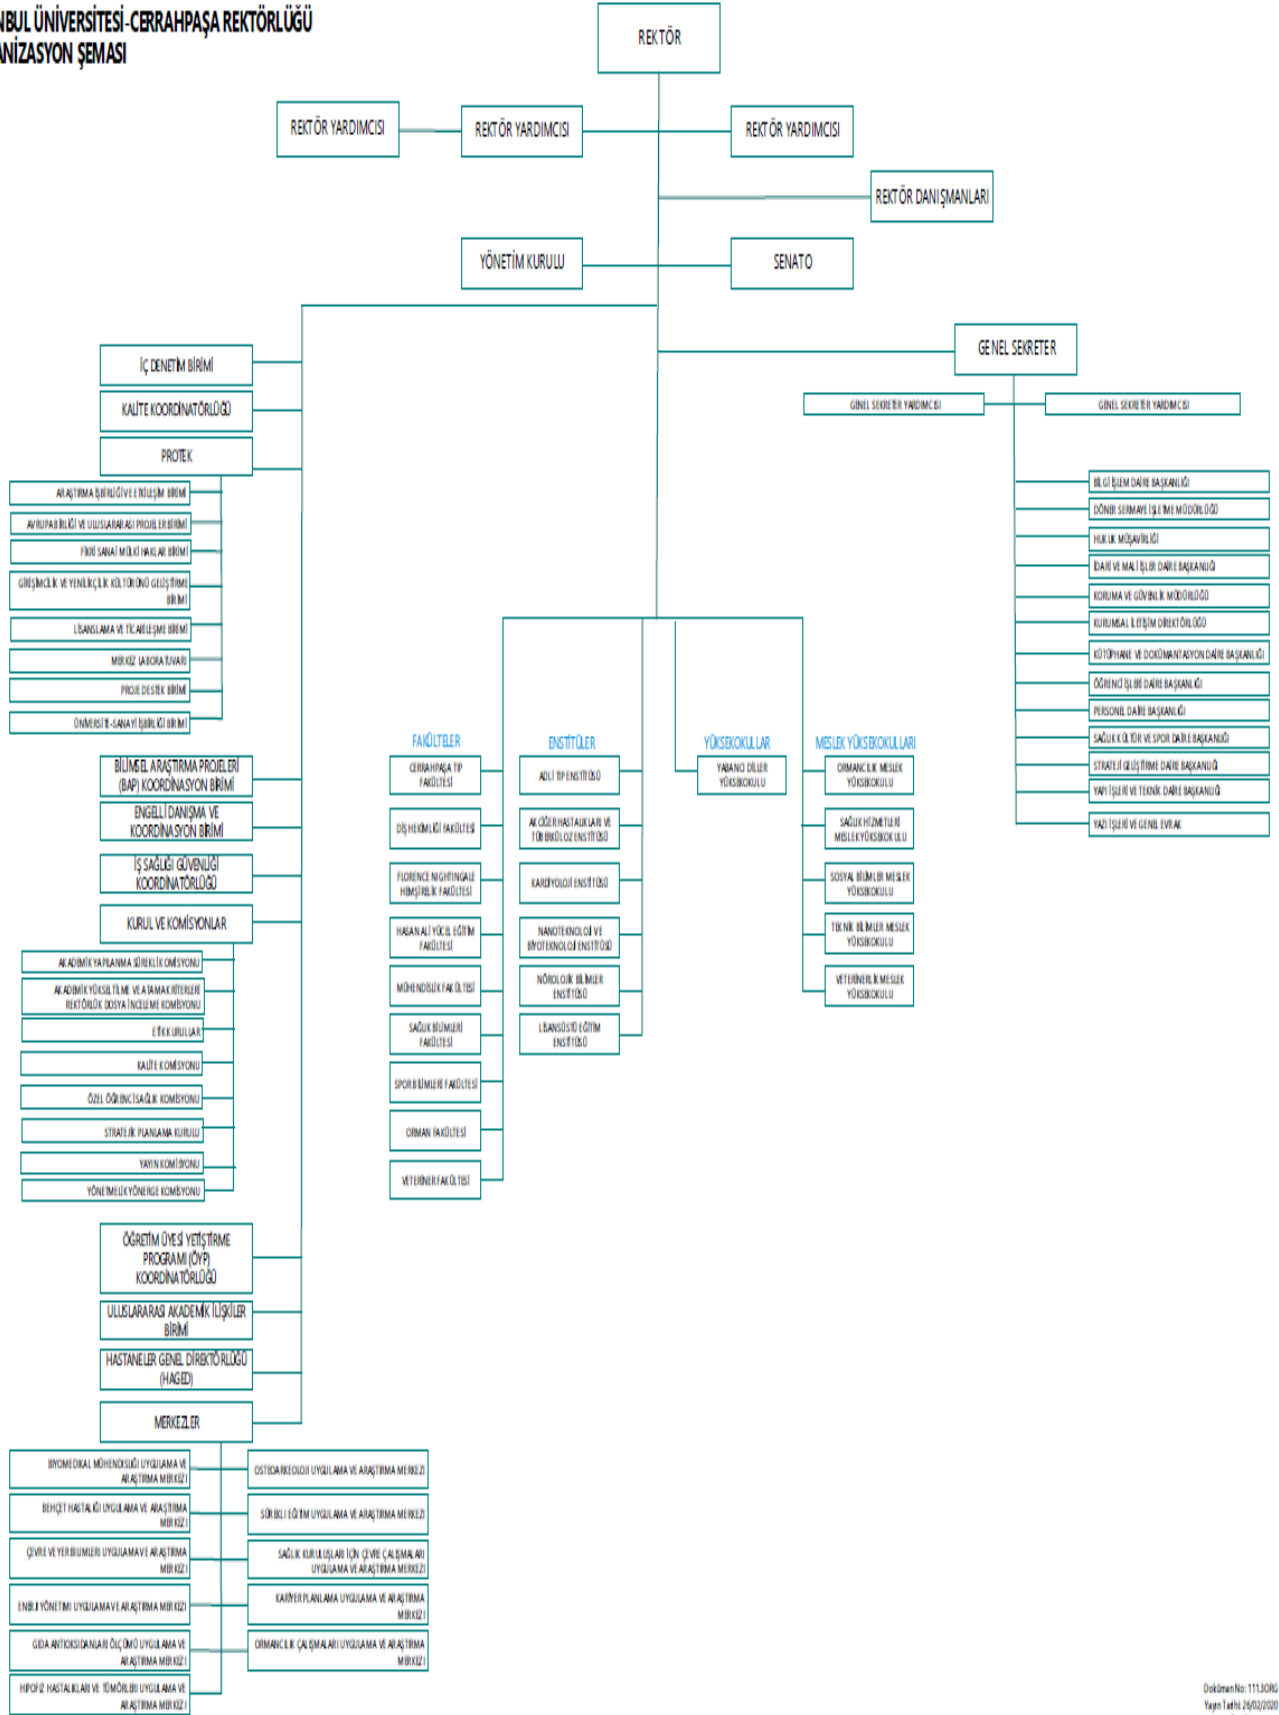 NBUL ÜNİVERSİTESİ-CERRAHPAŞA REKTÖRLÜĞÜ
ANİZASYON ŞEMASI
REKTÖR
REKTÖR YARDIMCISI
REKTÖR YARDIMCISI
REKTÖR YARDIMCISI
REKTÖR DANIŞMANLARI
YÖNETİM KURULU
SENATO
GENEL SEKRETER
GENEL SEKRETER YARDIMCISI
GENEL SEKRETER YARDIMCISI
İÇ DENETİM BİRİMİ
KALİTE KOORDİNATÖRLÜĞÜ
PROTEK
ARAŞTIRMA İŞBİRLİĞİ VE ETKİLEŞİM BİRİMİ
AVRUPA BİRLİĞİ VE ULUSLARARASI PROJELER BİRİMİ
FİKRİ SANAİ MÜLKİ HAKLAR BİRİMİ
GİRİŞİMCİLİK VE YENİLİKÇİLİK KÜLTÜRÜNÜ GELİŞTİRME
BİRİMİ
LİSANSLAMA VE TİCARİLEŞME BİRİMİ
MERKEZ LABORATUVARI
PROJE DESTEK BİRİMİ
ÜNİVERSİTE-SANAYİ İŞBİRLİĞİ BİRİMİ
BİLİMSEL ARAŞTIRMA PROJELERİ
(BAP) KOORDİNASYON BİRİMİ
ENGELLİ DANIŞMA VE
KOORDİNASYON BİRİMİ
İŞ SAĞLIĞI GÜVENLİĞİ
KOORDİNATÖRLÜĞÜ
KURUL VE KOMİSYONLAR
AKADEMİK YAPILANMA SÜREKLİ KOMİSYONU
AKADEMİK YÜKSELTİLME VE ATAMA KRİTERLERİ
REKTÖRLÜK DOSYA İNCELEME KOMİSYONU
ETİK KURULLAR
KALİTE KOMİSYONU
ÖZEL ÖĞRENCİ SAĞLIK KOMİSYONU
STRATEJİK PLANLAMA KURULU
YAYIN KOMİSYONU
YÖNETMELİK YÖNERGE KOMİSYONU
ÖĞRETİM ÜYESİ YETİŞTİRME
PROGRAMI (ÖYP)
KOORDİNATÖRLÜĞÜ
ULUSLARARASI AKADEMİK İLİŞKİLER
BİRİMİ
HASTANELER GENEL DİREKTÖRLÜĞÜ
(HAGED)
MERKEZLER
BİYOMEDİKAL MÜHENDİSLİĞİ UYGULAMA VE
ARAŞTIRMA MERKEZİ
BEHÇET HASTALIĞI UYGULAMA VE ARAŞTIRMA
MERKEZİ
ÇEVRE VE YER BİLİMLERİ UYGULAMA VE ARAŞTIRMA
MERKEZİ
ENERJİ YÖNETİMİ UYGULAMA VE ARAŞTIRMA MERKEZİ
GIDA ANTİOKSİDANLARI ÖLÇÜMÜ UYGULAMA VE
ARAŞTIRMA MERKEZİ
HİPOFİZ HASTALIKLARI VE TÜMÖRLERİ UYGULAMA VE
ARAŞTIRMA MERKEZİ
OSTEOARKEOLOJİ UYGULAMA VE ARAŞTIRMA MERKEZİ
SÜREKLİ EĞİTİM UYGULAMA VE ARAŞTIRMA MERKEZİ
SAĞLIK KURULUŞLARI İÇİN ÇEVRE ÇALIŞMALARI
UYGULAMA VE ARAŞTIRMA MERKEZİ
KARİYER PLANLAMA UYGULAMA VE ARAŞTIRMA
MERKEZİ
ORMANCILIK ÇALIŞMALARI UYGULAMA VE ARAŞTIRMA
MERKEZİ
FAKÜLTELER
CERRAHPAŞA TIP
FAKÜLTESİ
DİŞ HEKİMLİĞİ FAKÜLTESİ
FLORENCE NIGHTINGALE
HEMŞİRELİK FAKÜLTESİ
HASAN ALİ YÜCEL EĞİTİM
FAKÜLTESİ
MÜHENDİSLİK FAKÜLTESİ
SAĞLIK BİLİMLERİ
FAKÜLTESİ
SPOR BİLİMLERİ FAKÜLTESİ
ORMAN FAKÜLTESİ
VETERİNER FAKÜLTESİ
ENSTİTÜLER
ADLİ TIP ENSTİTÜSÜ
AKCİĞER HASTALIKLARI VE
TÜBERKÜLOZ ENSTİTÜSÜ
KARDİYOLOJİ ENSTİTÜSÜ
NANOTEKNOLOJİ VE
BİYOTEKNOLOJİ ENSTİTÜSÜ
NÖROLOJİK BİLİMLER
ENSTİTÜSÜ
LİSANSÜSTÜ EĞİTİM
ENSTİTÜSÜ
YÜKSEKOKULLAR
YABANCI DİLLER
YÜKSEKOKULU
MESLEK YÜKSEKOKULLARI
ORMANCILIK MESLEK
YÜKSEKOKULU
SAĞLIK HİZMETLERİ
MESLEK YÜKSEKOKULU
SOSYAL BİLİMLER MESLEK
YÜKSEKOKULU
TEKNİK BİLİMLER MESLEK
YÜKSEKOKULU
VETERİNERLİK MESLEK
YÜKSEKOKULU
BİLGİ İŞLEM DAİRE BAŞKANLIĞI
DÖNER SERMAYE İŞLETME MÜDÜRLÜĞÜ
HUKUK MÜŞAVİRLİĞİ
İDARİ VE MALİ İŞLER DAİRE BAŞKANLIĞI
KORUMA VE GÜVENLİK MÜDÜRLÜĞÜ
KURUMSAL İLETİŞİM DİREKTÖRLÜĞÜ
KÜTÜPHANE VE DOKÜMANTASYON DAİRE BAŞKANLIĞI
ÖĞRENCİ İŞLERİ DAİRE BAŞKANLIĞI
PERSONEL DAİRE BAŞKANLIĞI
SAĞLIK KÜLTÜR VE SPOR DAİRE BAŞKANLIĞI
STRATEJİ GELİŞTİRME DAİRE BAŞKANLIĞI
YAPI İŞLERİ VE TEKNİK DAİRE BAŞKANLIĞI
YAZI İŞLERİ VE GENEL EVRAK
Doküman No: 111.3ORG
Yayın Tarihi: 26/02/2020